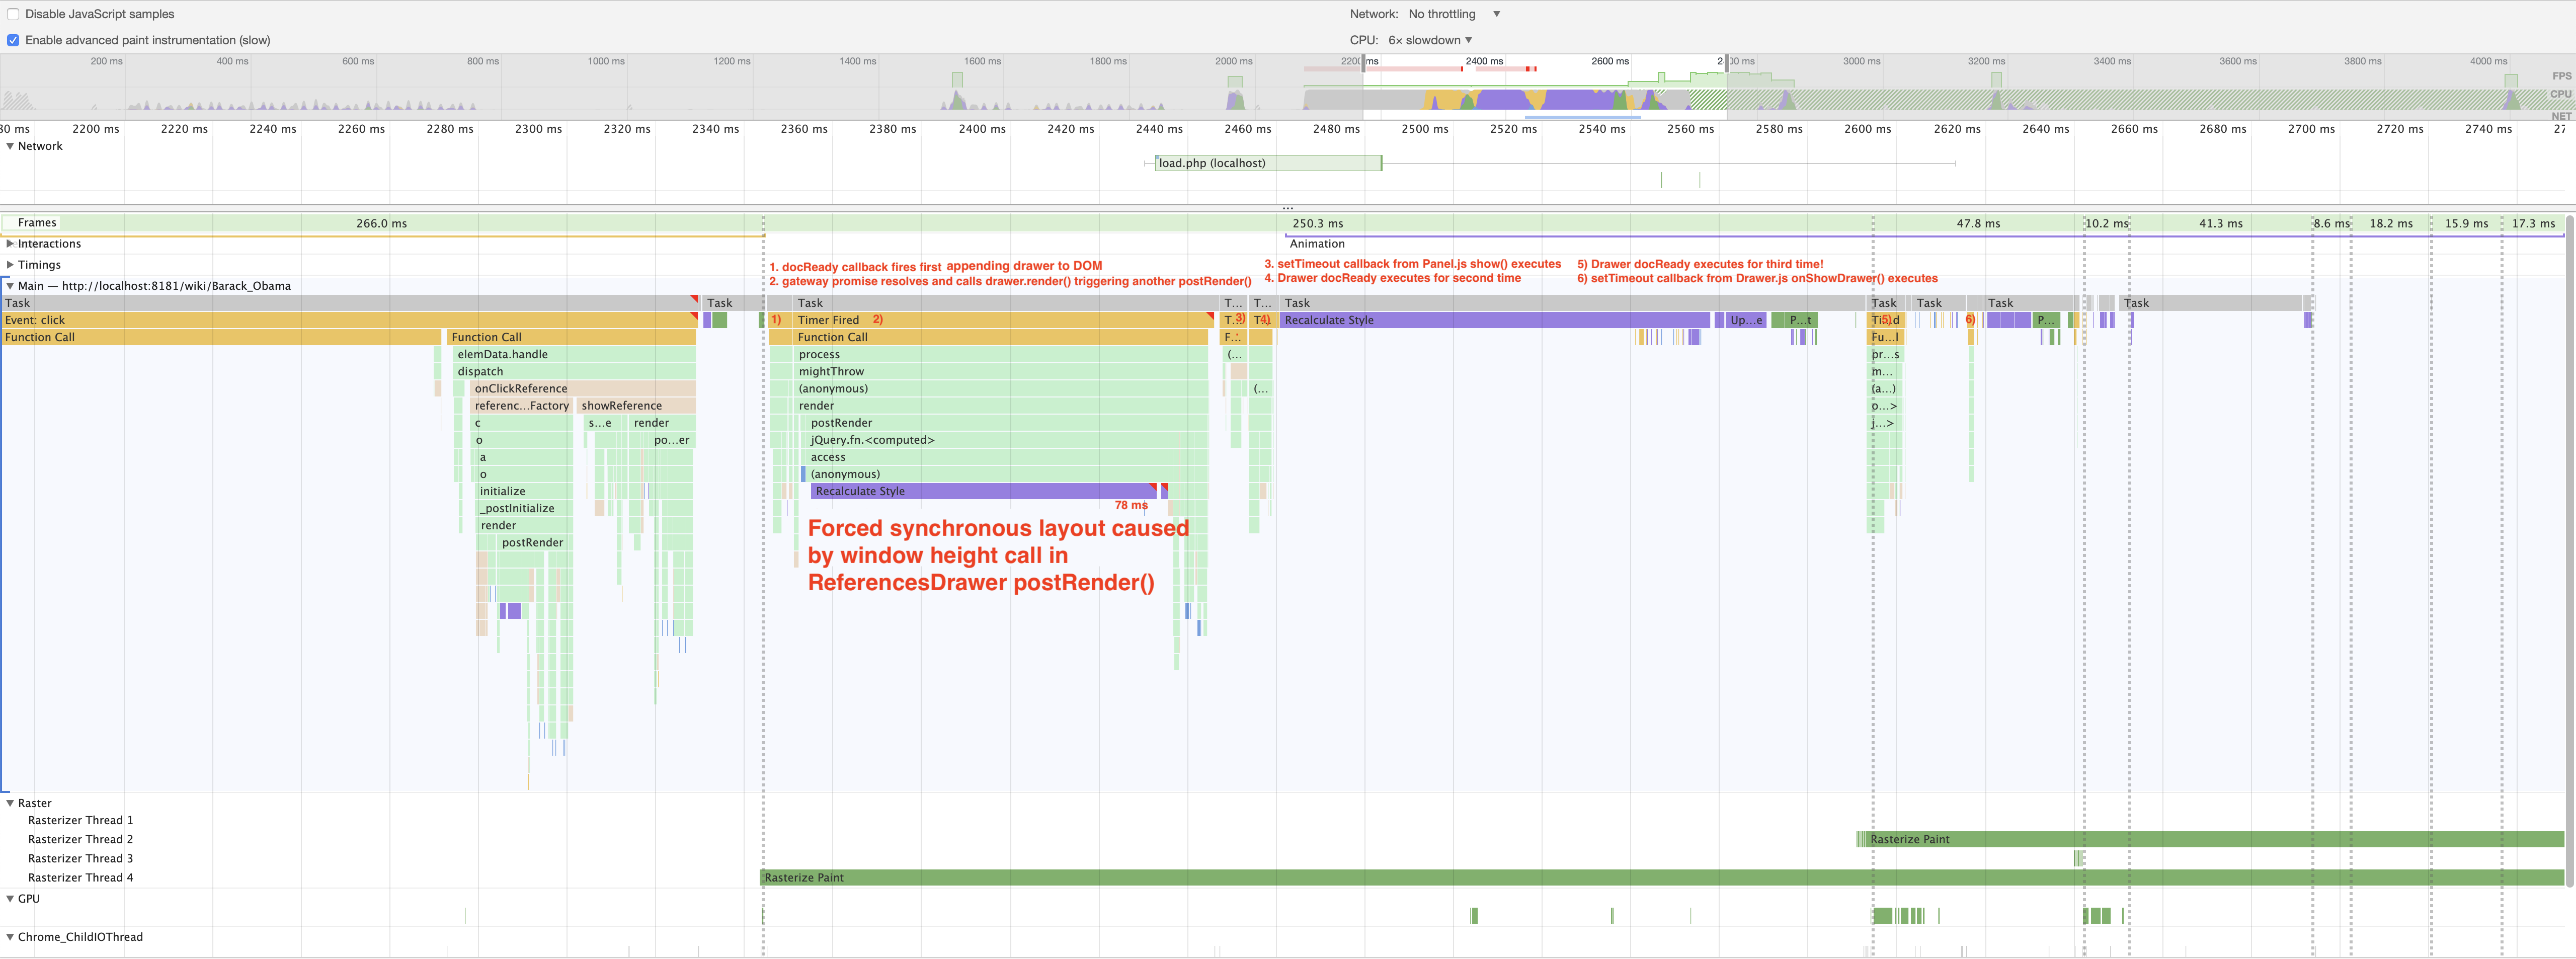 Disable JavaScript samples
Network: No throttling
Enable advanced paint instrumentation (slow)
CPU: 6× slowdown
200 ms 400 ms 600 ms 800 ms 1000 ms 1200 ms 1400 ms 1600 ms 1800 ms 2000 ms 2200 ms 2400 ms 2600 ms 3000 ms 3200 ms 3400 ms 3600 ms 3800 ms 4000 ms
FPS
CPU
NET
80 ms 2200 ms 2220 ms 2240 ms 2260 ms 2280 ms 2300 ms 2320 ms 2340 ms 2360 ms 2380 ms 2400 ms 2420 ms 2440 ms 2460 ms 2480 ms 2500 ms 2520 ms 2540 ms 2560 ms 2580 ms 2600 ms 2620 ms 2640 ms 2660 ms 2680 ms 2700 ms 2720 ms 2740 ms 27
Network
load.php (localhost)
...
Frames 266.0 ms 250.3 ms 47.8 ms 10.2 ms 41.3 ms 8.6 ms 18.2 ms 15.9 ms 17.3 ms
Interactions Animation
Timings
1. docReady callback fires first appending drawer to DOM
2. gateway promise resolves and calls drawer.render() triggering another postRender()
3. setTimeout callback from Panel.js show() executes
4. Drawer docReady executes for second time
5) Drawer docReady executes for third time!
6) setTimeout callback from Drawer.js onShowDrawer() executes
Main — http://localhost:8181/wiki/Barack_Obama
Task Task Task T... T... Task Task Task Task Task
Event: click 1) Timer Fired 2) 3) 4) Recalculate Style Up...e P...t 5) 6) P...
Function Call Function Call Function Call F... Fu...l
elemData.handle process (... pr...s
dispatch mightThrow m...
onClickReference (anonymous) (... (a...)
referenc...Factory showReference render o...>
c s...e render postRender j...>
o po...er jQuery.fn.<computed>
a access
o (anonymous)
initialize Recalculate Style
_postInitialize 78 ms
render
postRender
Forced synchronous layout caused
by window height call in
ReferencesDrawer postRender()
Raster
Rasterizer Thread 1
Rasterizer Thread 2 Rasterize Paint
Rasterizer Thread 3
Rasterizer Thread 4 Rasterize Paint
GPU
Chrome_ChildIOThread